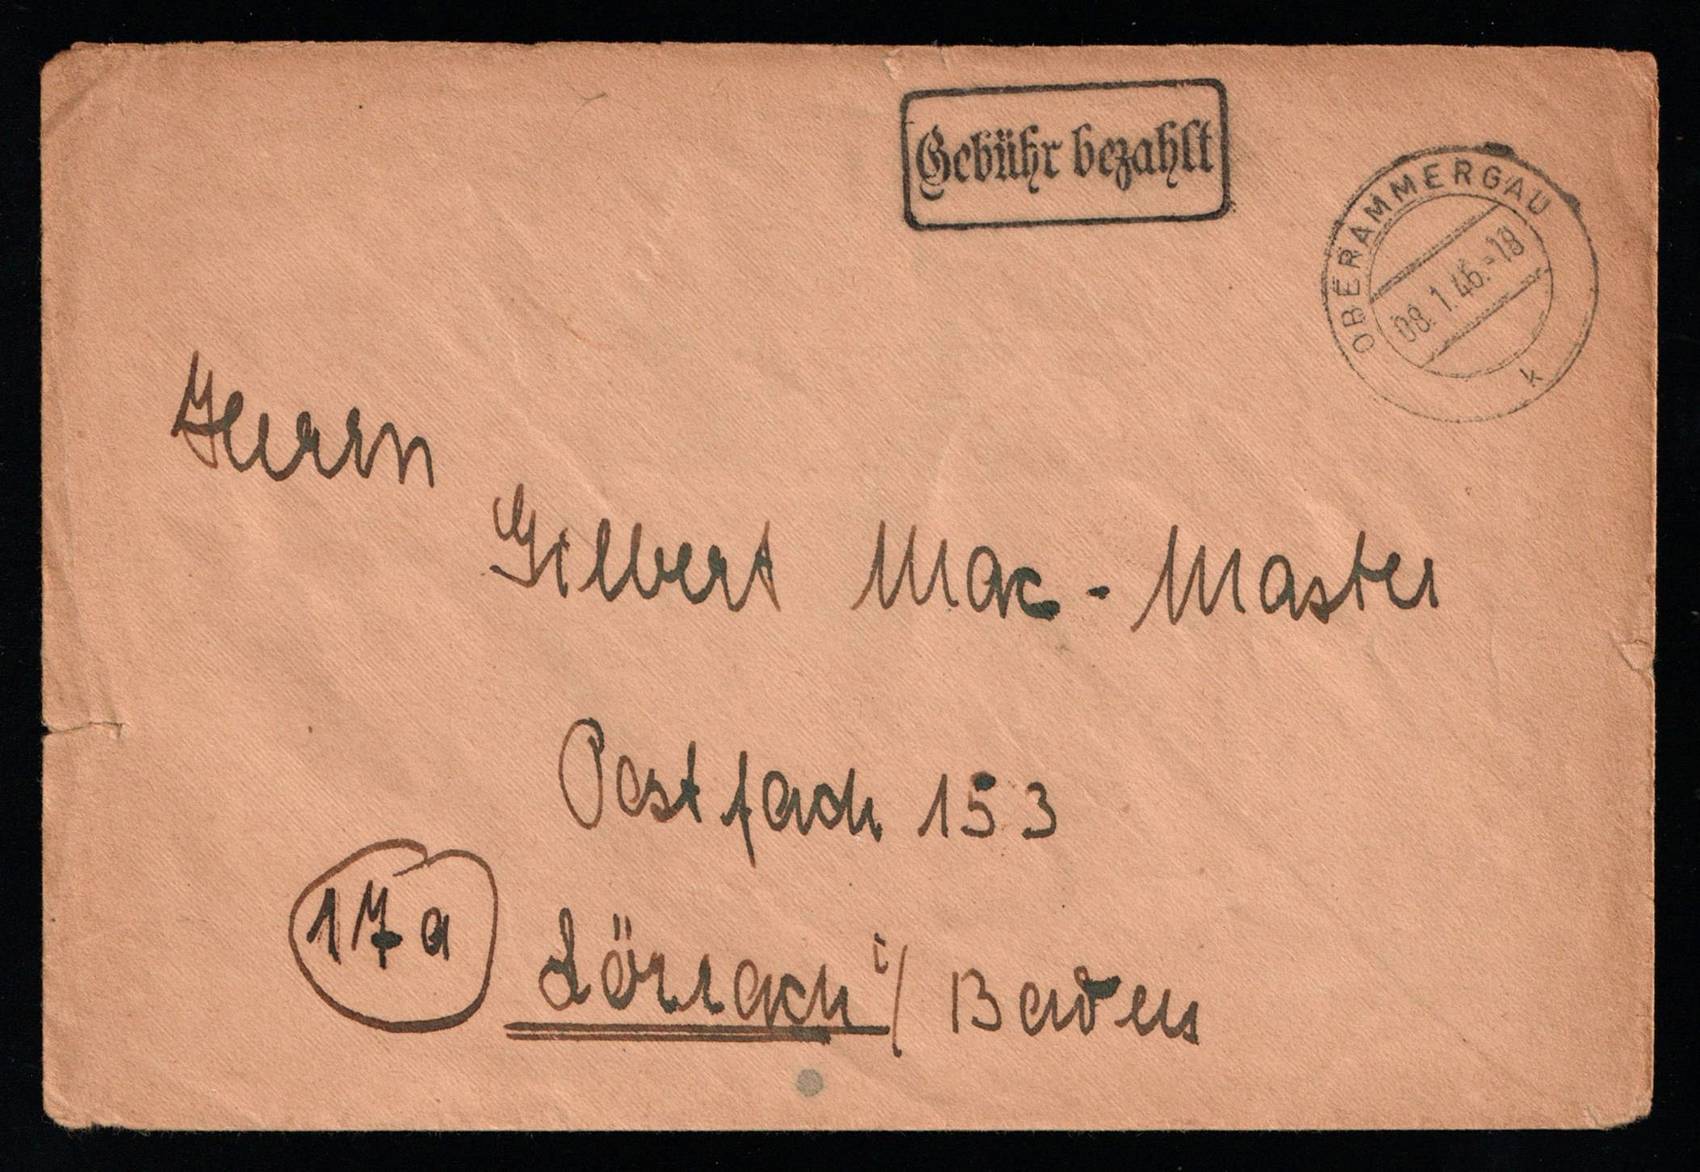 Gebühr bezahlt
OBERAMMERGAU
08.1.46.-18
k
Herrn
Gilbert Mac-Master
Postfach 153
17a
Lörrach i/ Baden